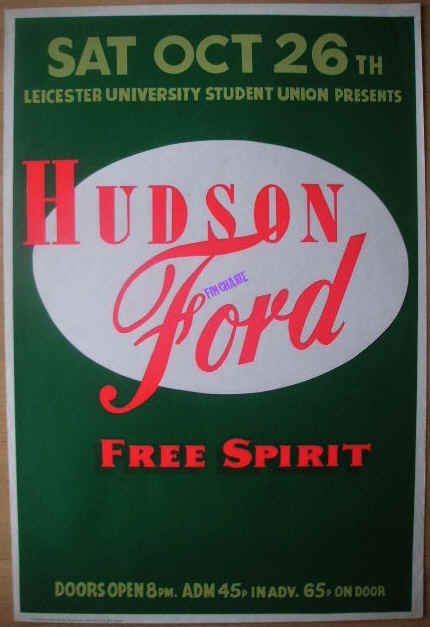 SAT OCT 26TH
LEICESTER UNIVERSITY STUDENT UNION PRESENTS
HUDSON
Ford
FREE SPIRIT
DOORS OPEN 8PM. ADM 45P IN ADV. 65P ON DOOR